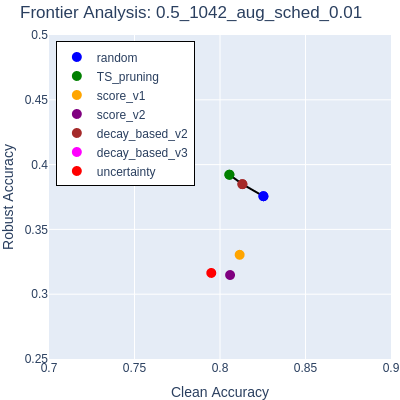 Frontier Analysis: 0.5_1042_aug_sched_0.01
0.5
0.45
0.4
0.35
0.3
0.25
Robust Accuracy
random
TS_pruning
score_v1
score_v2
decay_based_v2
decay_based_v3
uncertainty
0.7
0.75
0.8
0.85
0.9
Clean Accuracy